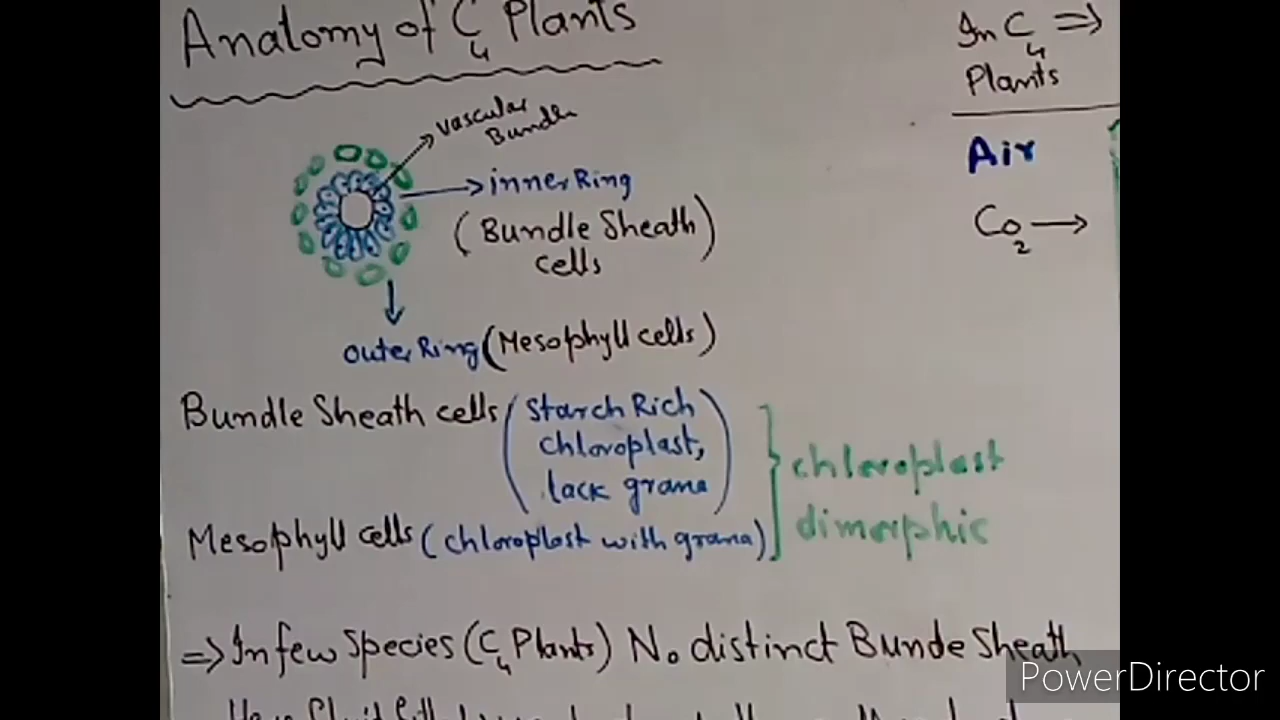 Anatomy of C4 Plants
vascular
Bundle
inner Ring
(Bundle Sheath)
cells
outer Ring (Mesophyll cells)
Bundle Sheath cells (Starch Rich
chloroplast,
lack grana)
Mesophyll cells (chloroplast with grana)
chloroplast
dimorphic
⇒ In few species (C4 Plants) No distinct Bunde Sheath
In C4 ⇒
Plants
Air
Co2 →
PowerDirector